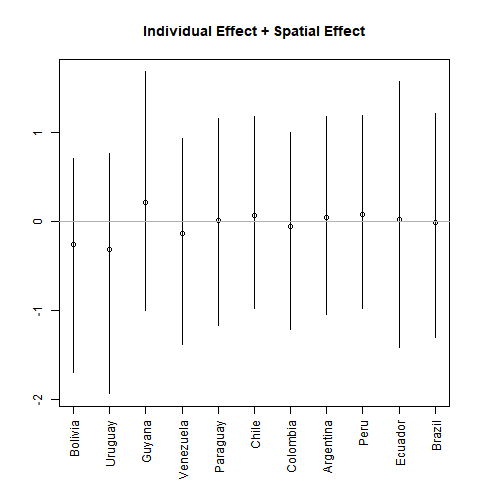 Individual Effect + Spatial Effect
1
0
-1
-2
Bolivia
Uruguay
Guyana
Venezuela
Paraguay
Chile
Colombia
Argentina
Peru
Ecuador
Brazil